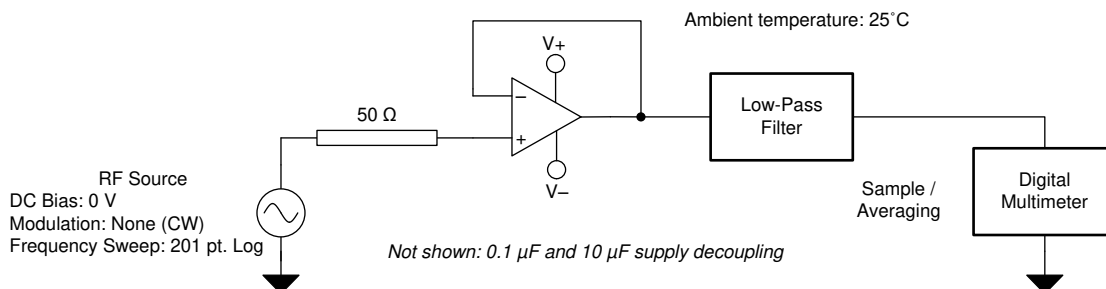 Ambient temperature: 25˚C
V+
−
+
V−
50 Ω
Low-Pass
Filter
RF Source
DC Bias: 0 V
Modulation: None (CW)
Frequency Sweep: 201 pt. Log
Sample /
Averaging
Digital
Multimeter
Not shown: 0.1 µF and 10 µF supply decoupling